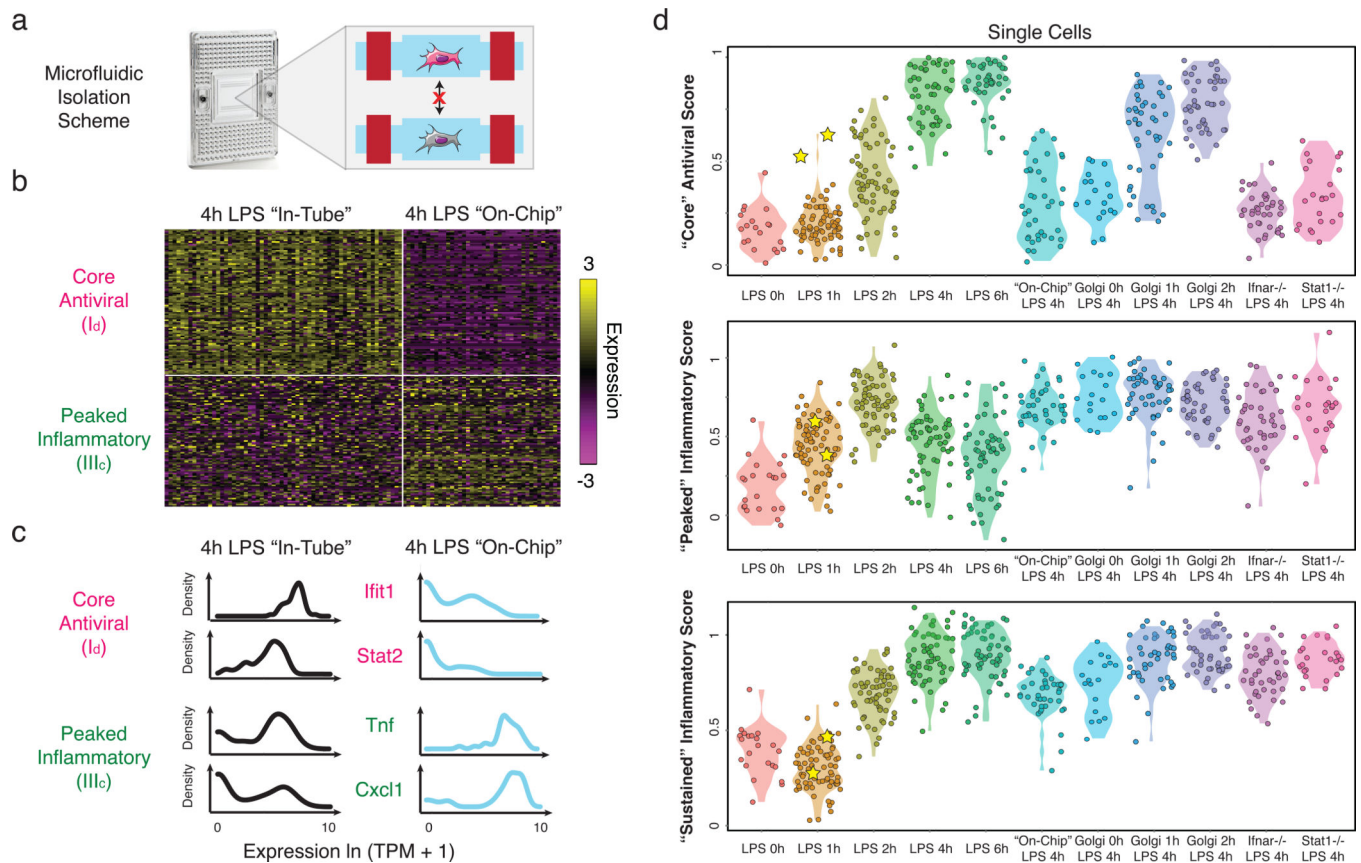 a
Microfluidic
Isolation
Scheme
X
b
4h LPS “In-Tube”
4h LPS “On-Chip”
Core
Antiviral
(Id)
Peaked
Inflammatory
(IIIc)
3
Expression
-3
c
4h LPS “In-Tube”
4h LPS “On-Chip”
Core
Antiviral
(Id)
Density
Ifit1
Density
Stat2
Peaked
Inflammatory
(IIIc)
Density
Tnf
Density
Cxcl1
0 10 0 10
Expression ln (TPM + 1)
d
Single Cells
“Core” Antiviral Score
1
0.5
0
LPS 0h LPS 1h LPS 2h LPS 4h LPS 6h “On-Chip” Golgi 0h Golgi 1h Golgi 2h Ifnar-/- Stat1-/-
LPS 4h LPS 4h LPS 4h LPS 4h LPS 4h LPS 4h
“Peaked” Inflammatory Score
1
0.5
0
LPS 0h LPS 1h LPS 2h LPS 4h LPS 6h “On-Chip” Golgi 0h Golgi 1h Golgi 2h Ifnar-/- Stat1-/-
LPS 4h LPS 4h LPS 4h LPS 4h LPS 4h LPS 4h
“Sustained” Inflammatory Score
1
0.5
0
LPS 0h LPS 1h LPS 2h LPS 4h LPS 6h “On-Chip” Golgi 0h Golgi 1h Golgi 2h Ifnar-/- Stat1-/-
LPS 4h LPS 4h LPS 4h LPS 4h LPS 4h LPS 4h